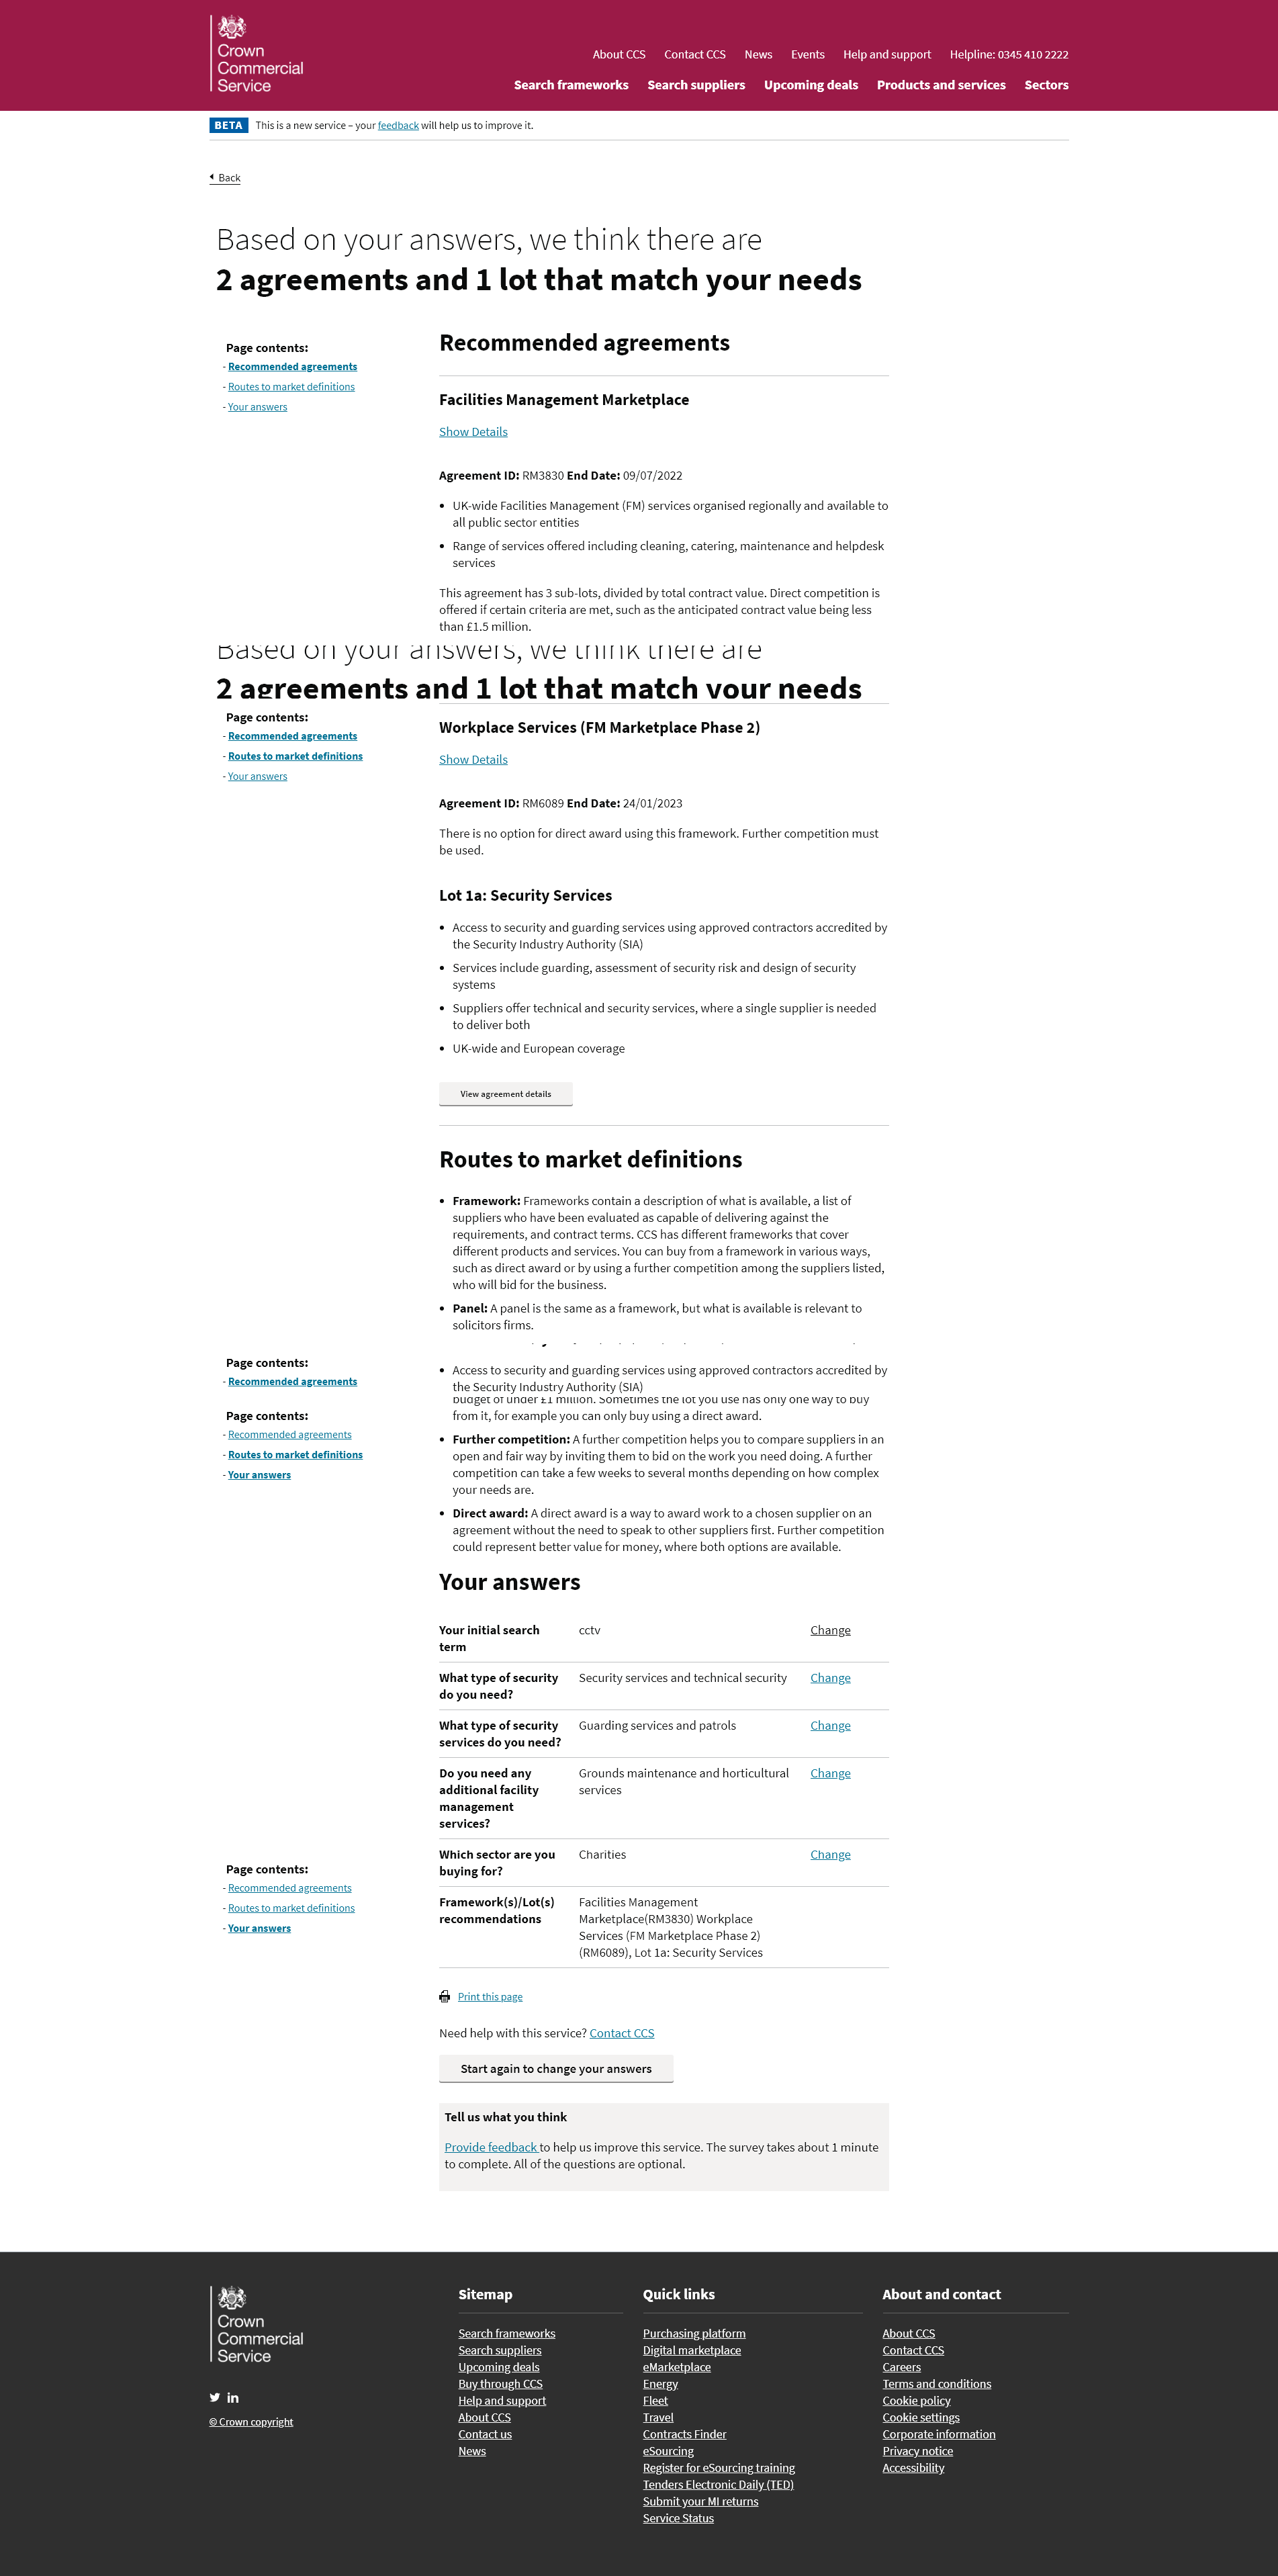 Crown
Commercial
Service
About CCS Contact CCS News Events Help and support Helpline: 0345 410 2222
Search frameworks Search suppliers Upcoming deals Products and services Sectors
BETA This is a new service – your feedback will help us to improve it.
Back
Based on your answers, we think there are
2 agreements and 1 lot that match your needs
Page contents:
- Recommended agreements
- Routes to market definitions
- Your answers
Recommended agreements
Facilities Management Marketplace
Show Details
Agreement ID: RM3830 End Date: 09/07/2022
• UK-wide Facilities Management (FM) services organised regionally and available to
all public sector entities
• Range of services offered including cleaning, catering, maintenance and helpdesk
services
This agreement has 3 sub-lots, divided by total contract value. Direct competition is
offered if certain criteria are met, such as the anticipated contract value being less
than £1.5 million.
Based on your answers, we think there are
2 agreements and 1 lot that match your needs
Page contents:
- Recommended agreements
- Routes to market definitions
- Your answers
Workplace Services (FM Marketplace Phase 2)
Show Details
Agreement ID: RM6089 End Date: 24/01/2023
There is no option for direct award using this framework. Further competition must
be used.
Lot 1a: Security Services
• Access to security and guarding services using approved contractors accredited by
the Security Industry Authority (SIA)
• Services include guarding, assessment of security risk and design of security
systems
• Suppliers offer technical and security services, where a single supplier is needed
to deliver both
• UK-wide and European coverage
View agreement details
Routes to market definitions
• Framework: Frameworks contain a description of what is available, a list of
suppliers who have been evaluated as capable of delivering against the
requirements, and contract terms. CCS has different frameworks that cover
different products and services. You can buy from a framework in various ways,
such as direct award or by using a further competition among the suppliers listed,
who will bid for the business.
• Panel: A panel is the same as a framework, but what is available is relevant to
solicitors firms.
Page contents:
- Recommended agreements
• Access to security and guarding services using approved contractors accredited by
the Security Industry Authority (SIA)
budget of under £1 million. Sometimes the lot you use has only one way to buy
from it, for example you can only buy using a direct award.
Page contents:
- Recommended agreements
- Routes to market definitions
- Your answers
• Further competition: A further competition helps you to compare suppliers in an
open and fair way by inviting them to bid on the work you need doing. A further
competition can take a few weeks to several months depending on how complex
your needs are.
• Direct award: A direct award is a way to award work to a chosen supplier on an
agreement without the need to speak to other suppliers first. Further competition
could represent better value for money, where both options are available.
Your answers
Your initial search cctv Change
term
What type of security Security services and technical security Change
do you need?
What type of security Guarding services and patrols Change
services do you need?
Do you need any Grounds maintenance and horticultural Change
additional facility services
management
services?
Which sector are you Charities Change
buying for?
Page contents:
- Recommended agreements
- Routes to market definitions
- Your answers
Framework(s)/Lot(s) Facilities Management
recommendations Marketplace(RM3830) Workplace
Services (FM Marketplace Phase 2)
(RM6089), Lot 1a: Security Services
Print this page
Need help with this service? Contact CCS
Start again to change your answers
Tell us what you think
Provide feedback to help us improve this service. The survey takes about 1 minute
to complete. All of the questions are optional.
Crown
Commercial
Service
© Crown copyright
Sitemap
Search frameworks
Search suppliers
Upcoming deals
Buy through CCS
Help and support
About CCS
Contact us
News
Quick links
Purchasing platform
Digital marketplace
eMarketplace
Energy
Fleet
Travel
Contracts Finder
eSourcing
Register for eSourcing training
Tenders Electronic Daily (TED)
Submit your MI returns
Service Status
About and contact
About CCS
Contact CCS
Careers
Terms and conditions
Cookie policy
Cookie settings
Corporate information
Privacy notice
Accessibility